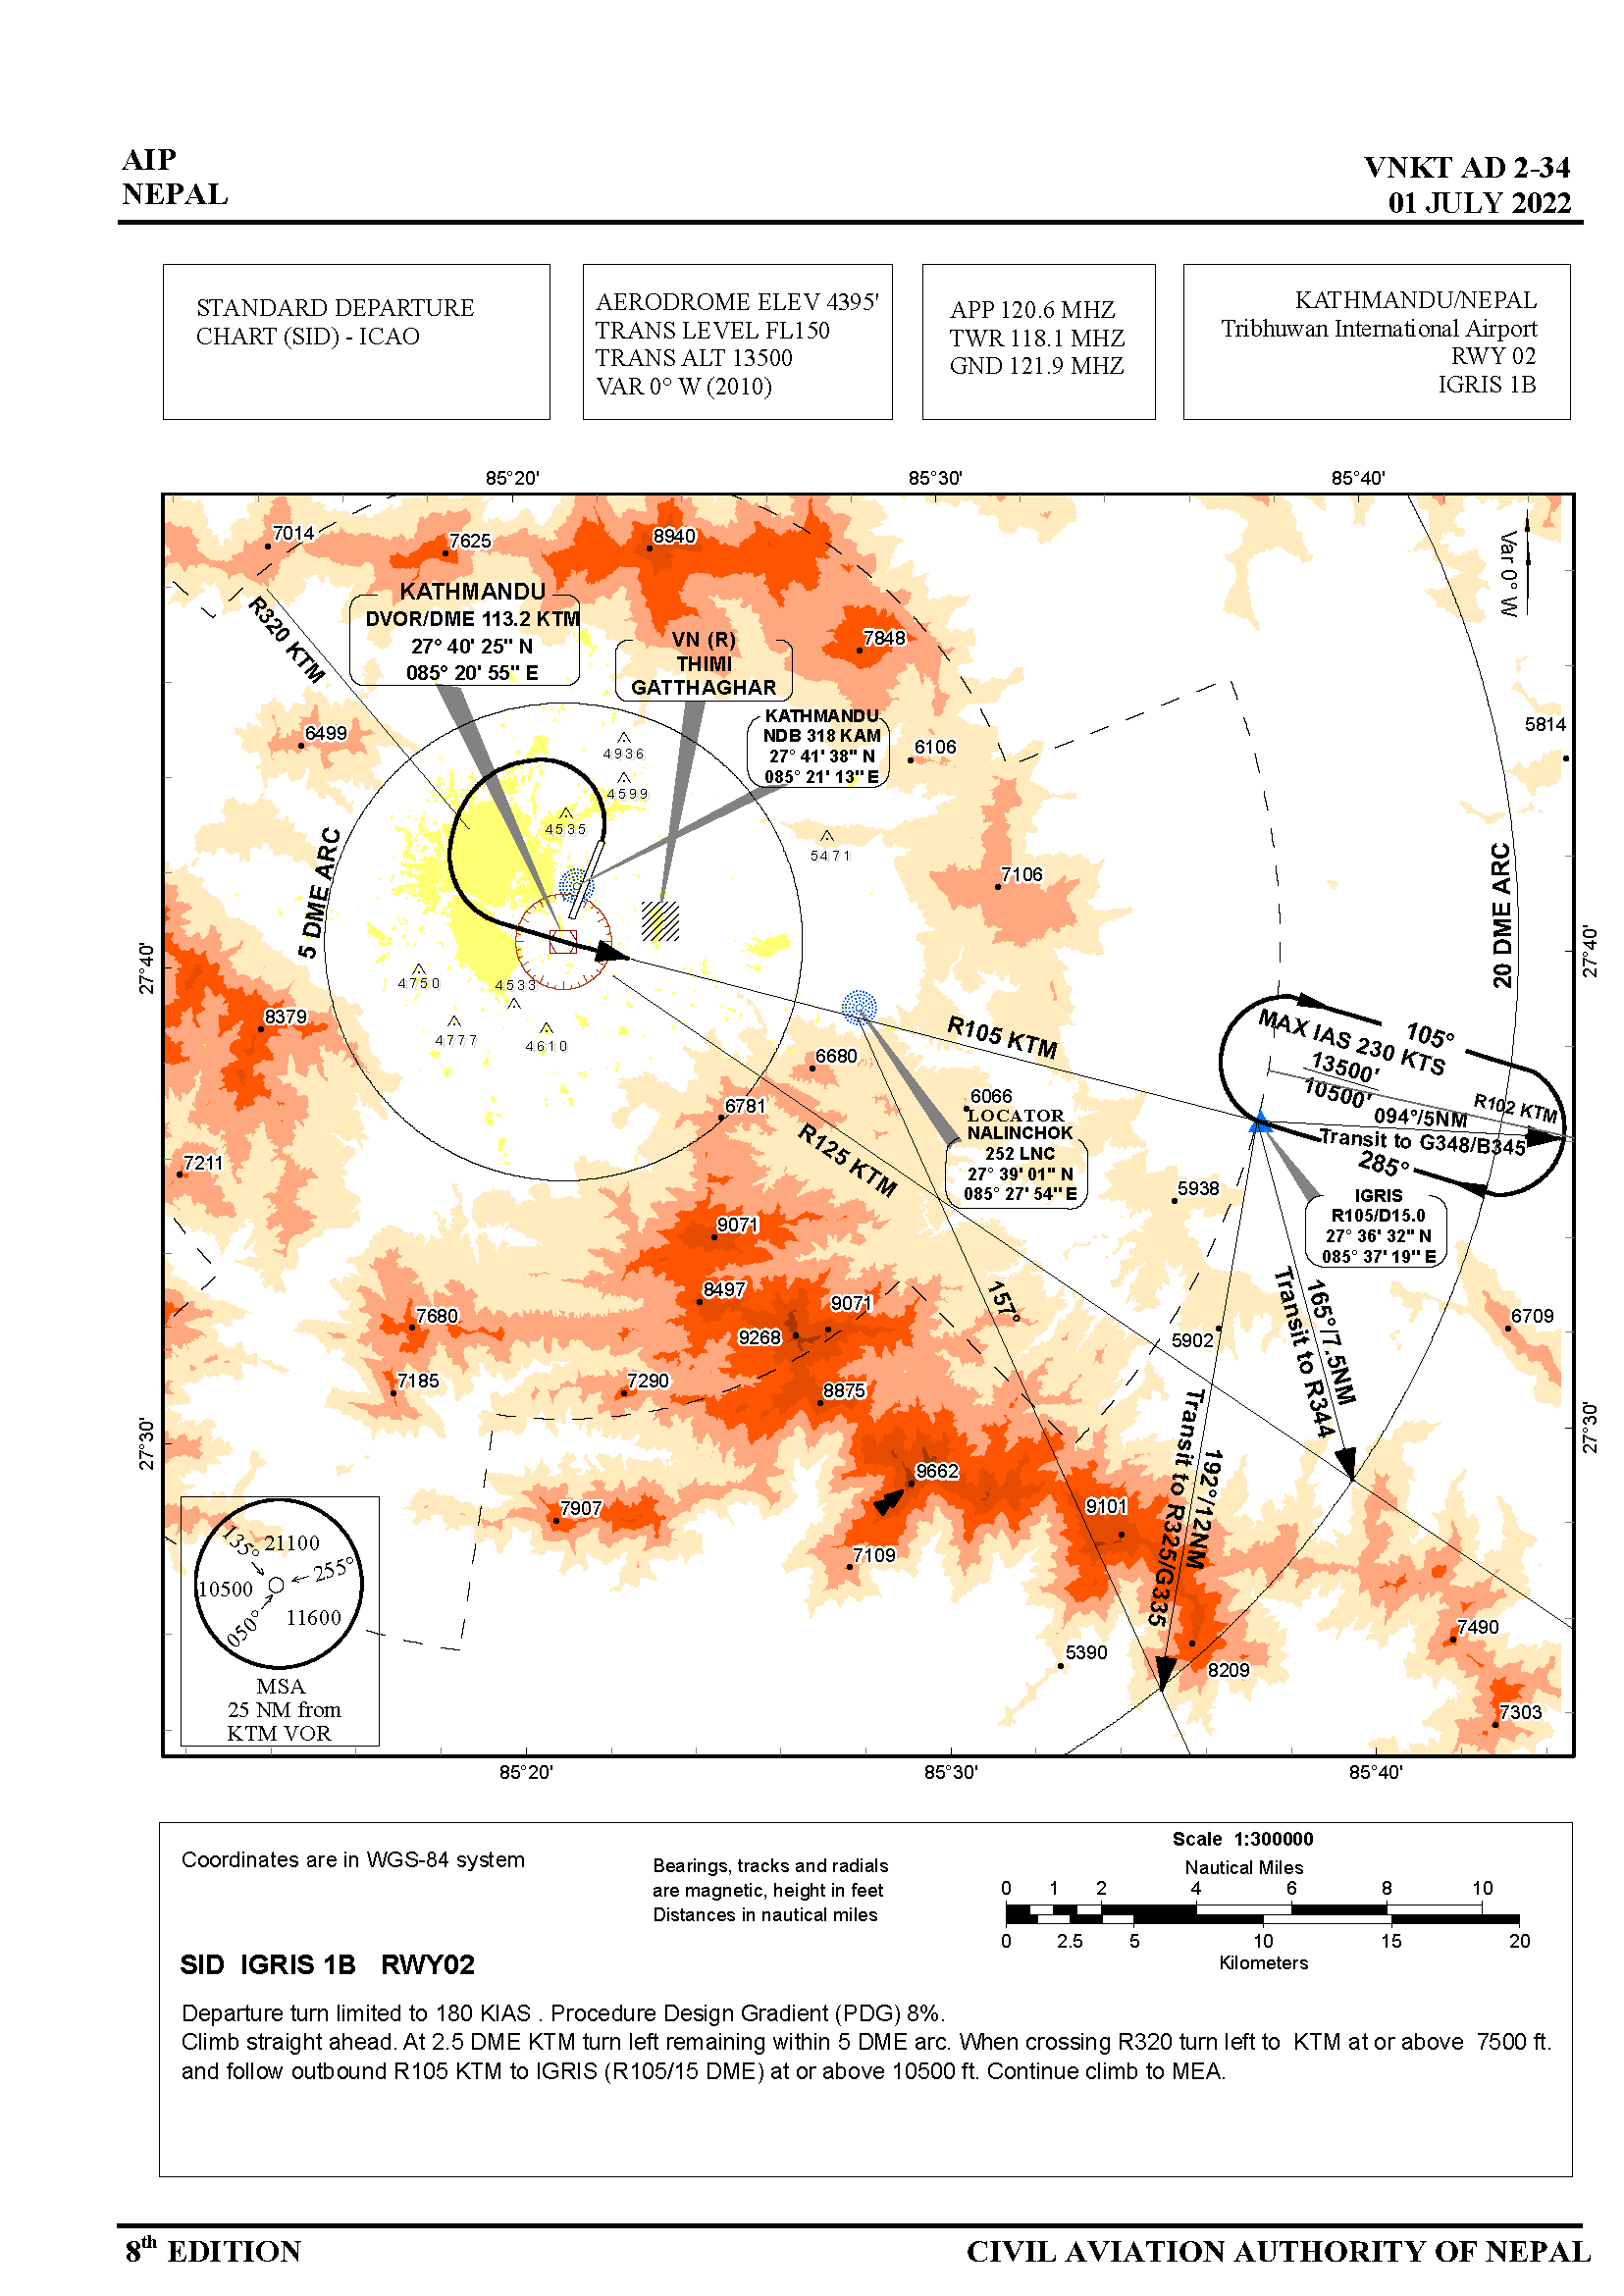 AIP
NEPAL
VNKT AD 2-34
01 JULY 2022
STANDARD DEPARTURE
CHART (SID) - ICAO
AERODROME ELEV 4395'
TRANS LEVEL FL150
TRANS ALT 13500
VAR 0° W (2010)
APP 120.6 MHZ
TWR 118.1 MHZ
GND 121.9 MHZ
KATHMANDU/NEPAL
Tribhuwan International Airport
RWY 02
IGRIS 1B
85°20'
85°30'
85°40'
7014
7625
8940
Var 0° W
KATHMANDU
DVOR/DME 113.2 KTM
27° 40' 25" N
085° 20' 55" E
R320 KTM
VN (R)
THIMI
GATTHAGHAR
7848
KATHMANDU
NDB 318 KAM
27° 41' 38" N
085° 21' 13" E
6499
4936
4599
4535
6106
5814
5471
7106
5 DME ARC
20 DME ARC
27°40'
27°40'
4750
4533
4777
4610
8379
R105 KTM
6680
6781
6066
LOCATOR
NALINCHOK
252 LNC
27° 39' 01" N
085° 27' 54" E
MAX IAS 230 KTS
105°
13500'
10500'
R102 KTM
094°/5NM
Transit to G348/B345
285°
IGRIS
R105/D15.0
27° 36' 32" N
085° 37' 19" E
7211
R125 KTM
5938
9071
8497
9071
9268
7680
157°
5902
165°/7.5NM
Transit to R344
6709
7185
7290
8875
27°30'
27°30'
192°/12NM
Transit to R325/G335
9662
9101
7907
7109
5390
8209
7490
7303
135°
21100
255°
10500
050°
11600
MSA
25 NM from
KTM VOR
85°20'
85°30'
85°40'
Coordinates are in WGS-84 system
Bearings, tracks and radials
are magnetic, height in feet
Distances in nautical miles
Scale 1:300000
Nautical Miles
0 1 2 4 6 8 10
0 2.5 5 10 15 20
Kilometers
SID IGRIS 1B RWY02
Departure turn limited to 180 KIAS . Procedure Design Gradient (PDG) 8%.
Climb straight ahead. At 2.5 DME KTM turn left remaining within 5 DME arc. When crossing R320 turn left to KTM at or above 7500 ft.
and follow outbound R105 KTM to IGRIS (R105/15 DME) at or above 10500 ft. Continue climb to MEA.
8th EDITION
CIVIL AVIATION AUTHORITY OF NEPAL